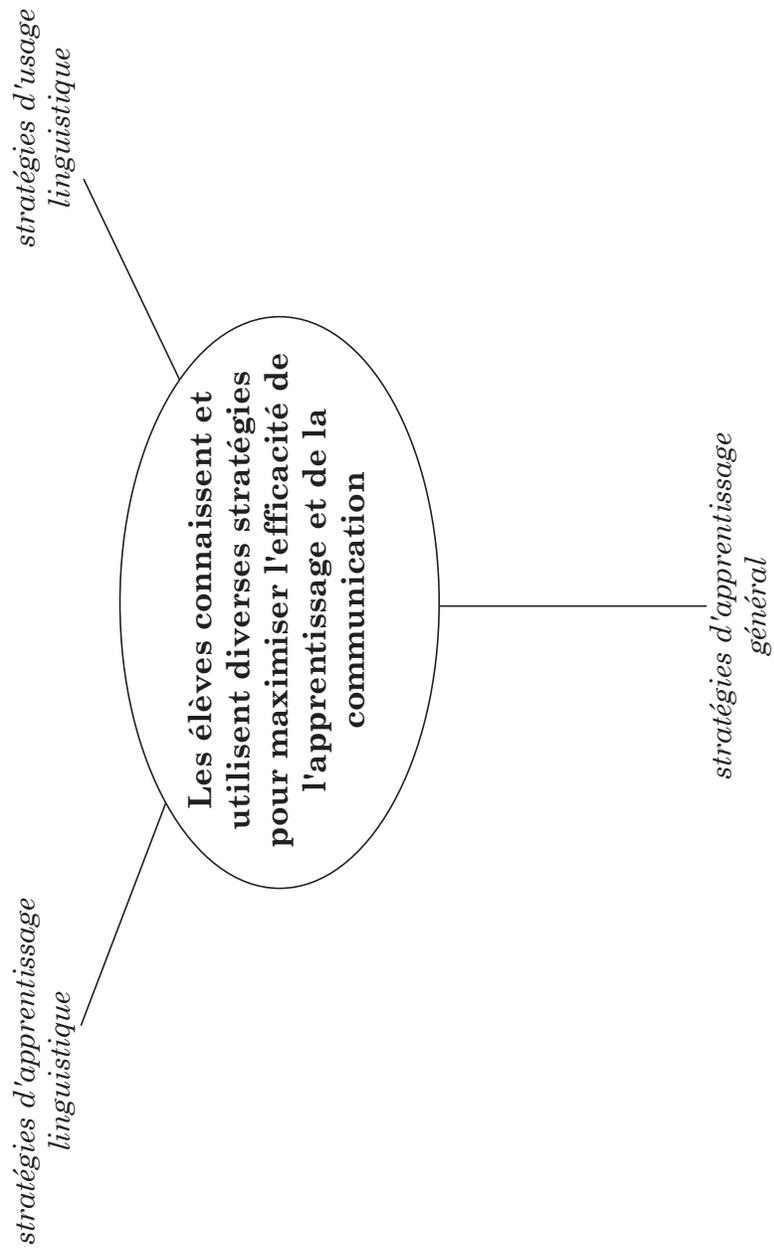 stratégies d'apprentissage
linguistique
stratégies d'usage
linguistique
Les élèves connaissent et
utilisent diverses stratégies
pour maximiser l'efficacité de
l'apprentissage et de la
communication
stratégies d'apprentissage
général